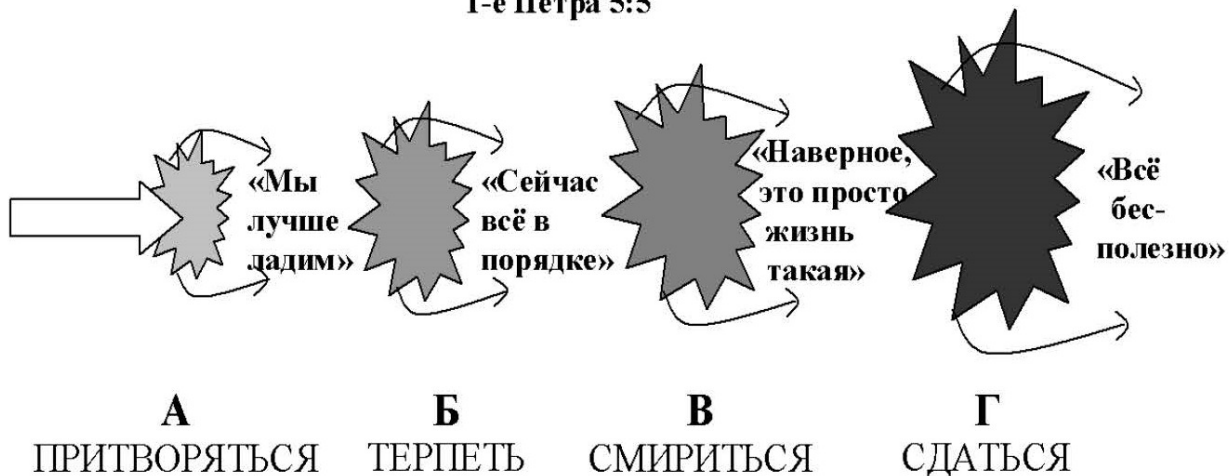 1-е Петра 5:5
«Мы
лучше
ладим»
«Сейчас
всё в
порядке»
«Наверное,
это просто
жизнь
такая»
«Всё
бес-
полезно»
А
ПРИТВОРЯТЬСЯ
Б
ТЕРПЕТЬ
В
СМИРИТЬСЯ
Г
СДАТЬСЯ